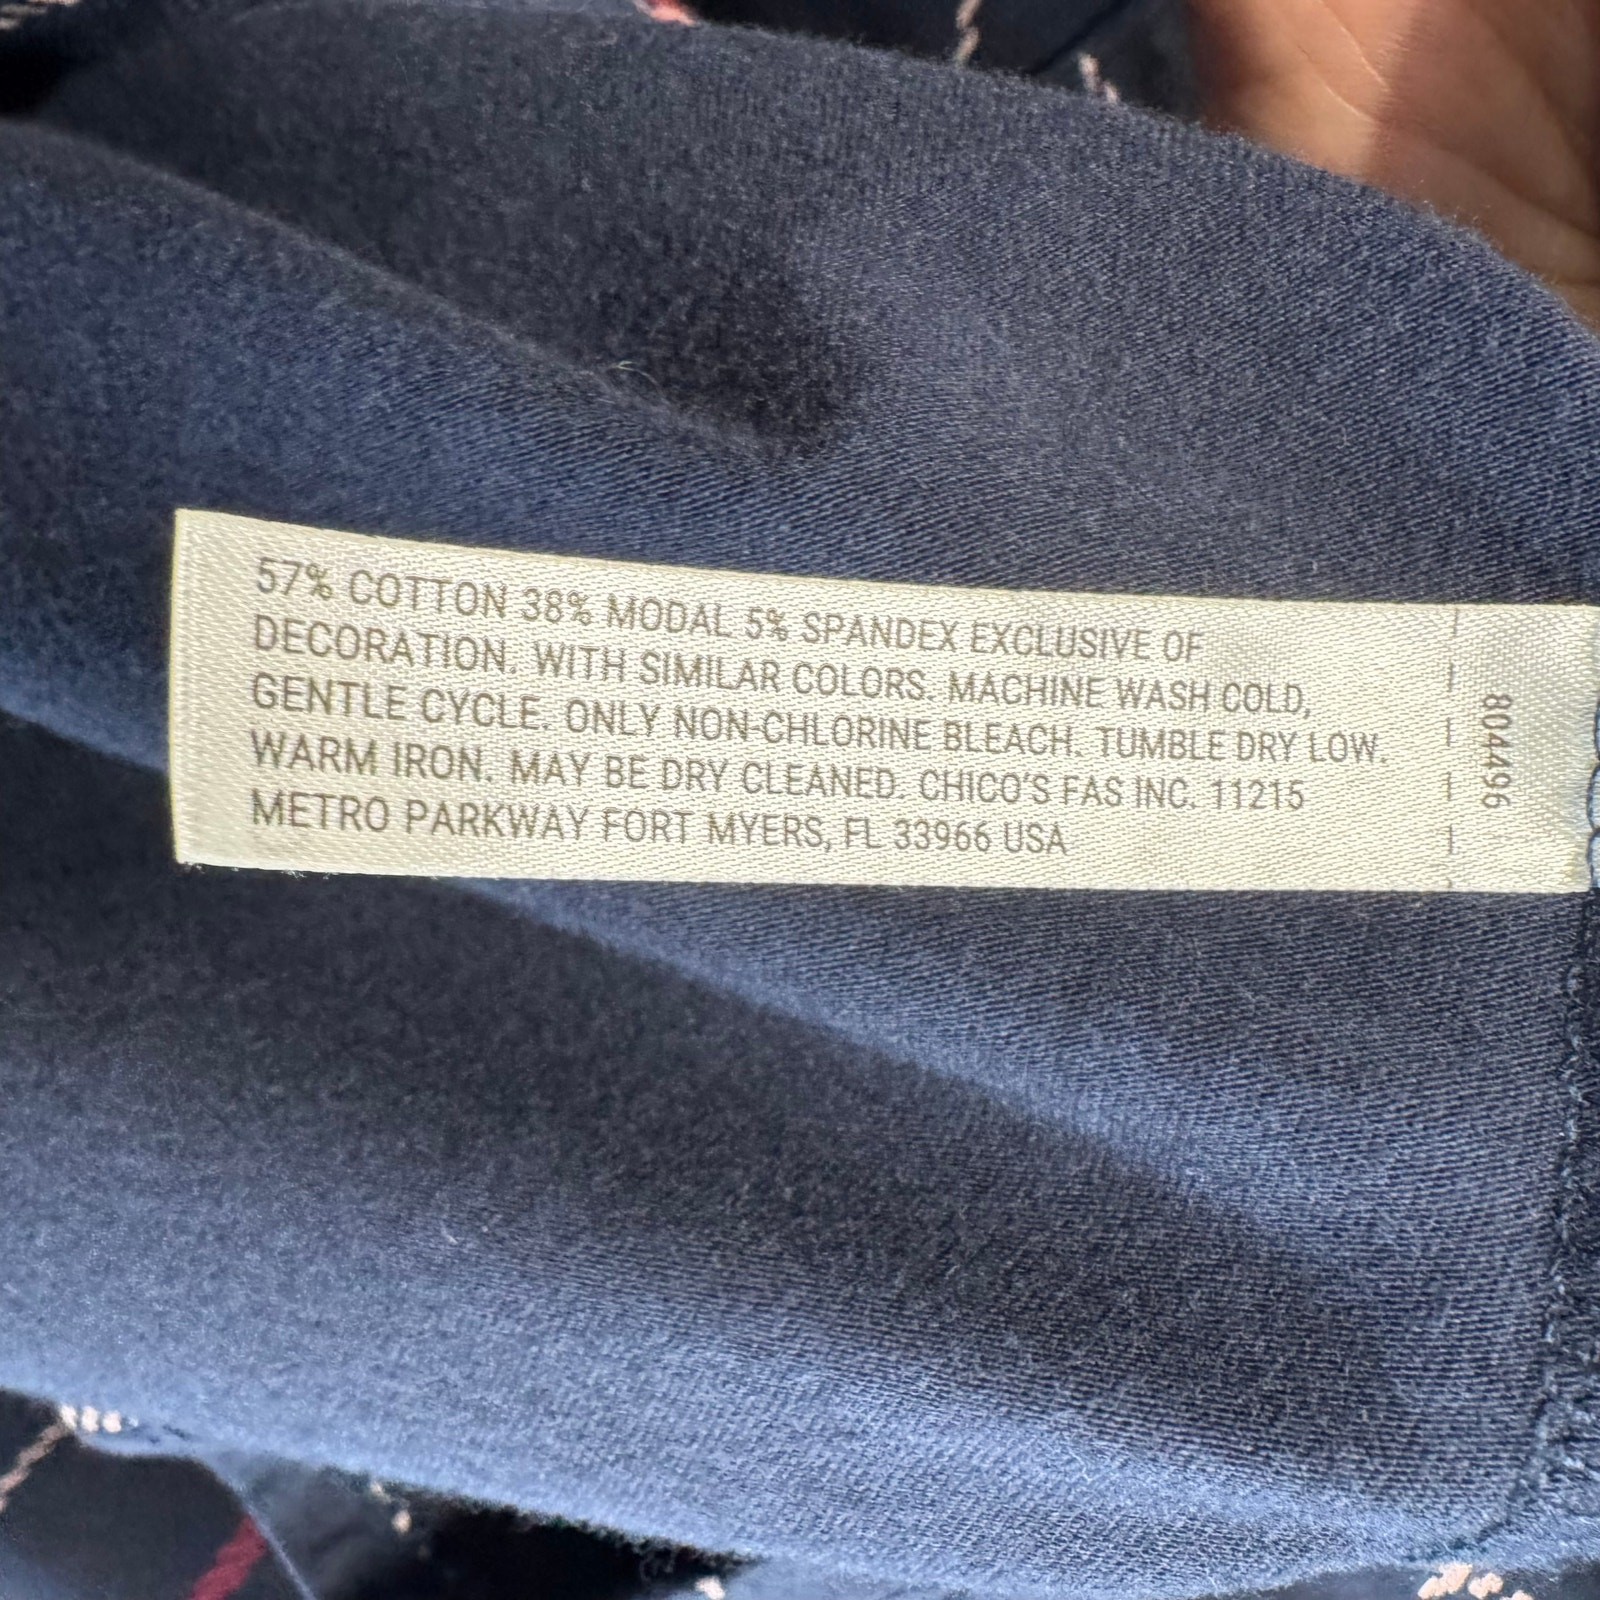 57% COTTON 38% MODAL 5% SPANDEX EXCLUSIVE OF
DECORATION. WITH SIMILAR COLORS. MACHINE WASH COLD,
GENTLE CYCLE. ONLY NON-CHLORINE BLEACH. TUMBLE DRY LOW.
WARM IRON. MAY BE DRY CLEANED. CHICO'S FAS INC. 11215
METRO PARKWAY FORT MYERS, FL 33966 USA
804496